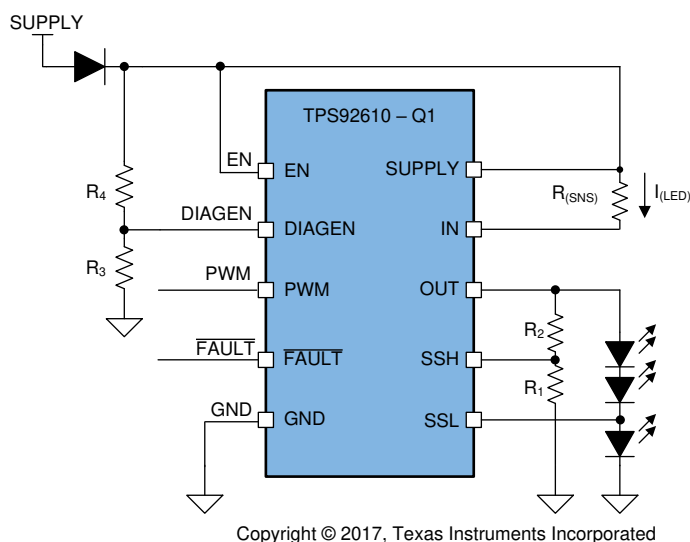 SUPPLY
TPS92610 – Q1
EN
EN
SUPPLY
R4
R(SNS)
I(LED)
DIAGEN
DIAGEN
IN
R3
PWM
PWM
OUT
R2
FAULT
FAULT
SSH
R1
GND
GND
SSL
Copyright © 2017, Texas Instruments Incorporated